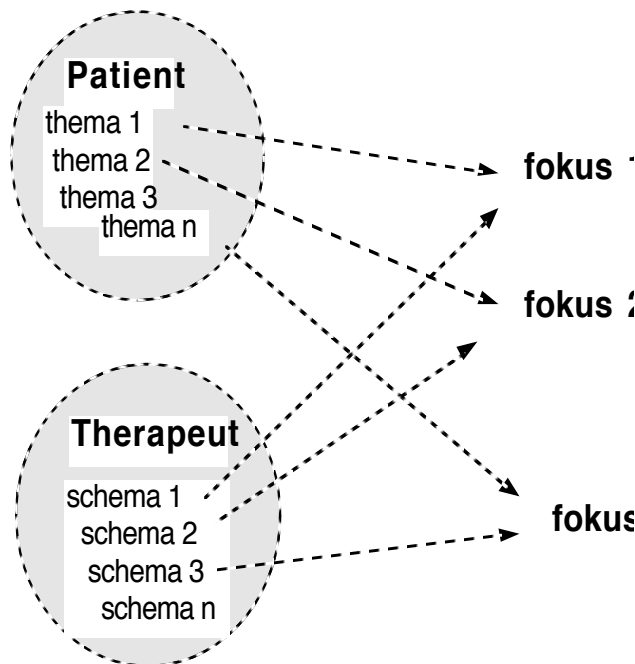 Patient
thema 1
thema 2
thema 3
thema n
fokus 1
fokus 2
Therapeut
schema 1
schema 2
schema 3
schema n
fokus